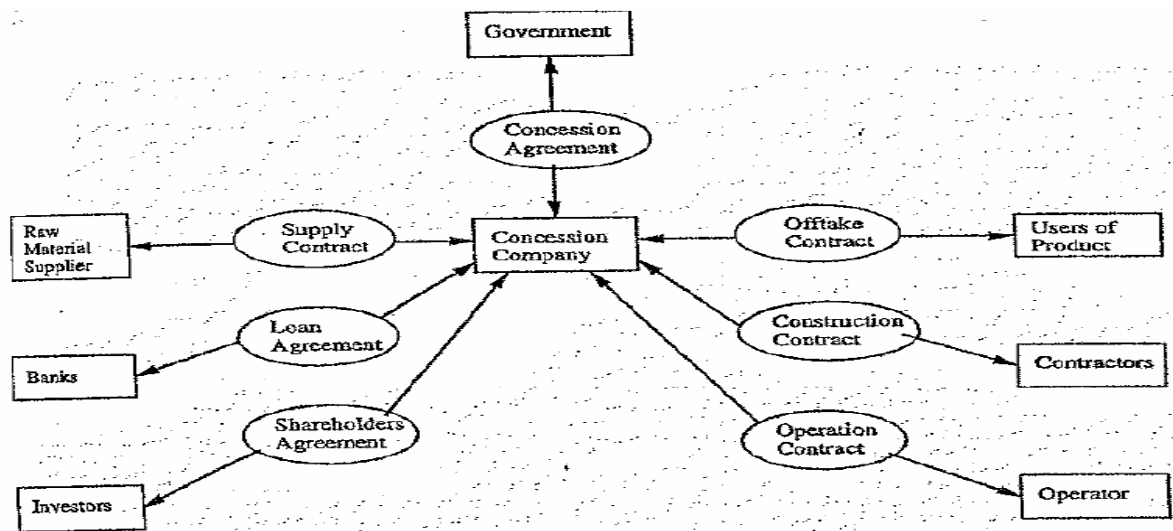 Government
Concession
Agreement
Raw
Material
Supplier
Supply
Contract
Concession
Company
Offtake
Contract
Users of
Product
Loan
Agreement
Construction
Contract
Banks
Contractors
Shareholders
Agreement
Operation
Contract
Investors
Operator